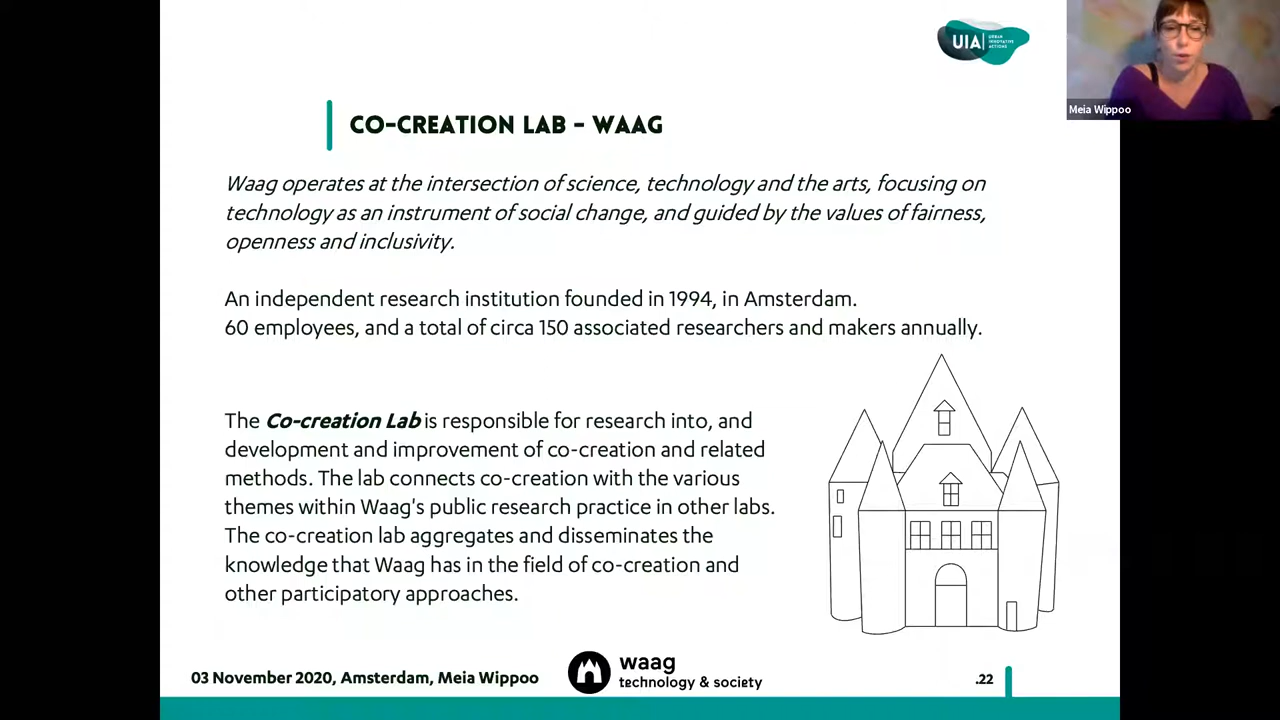 UIA
URBAN
INNOVATIVE
ACTIONS
Meia Wippoo
CO-CREATION LAB - WAAG
Waag operates at the intersection of science, technology and the arts, focusing on
technology as an instrument of social change, and guided by the values of fairness,
openness and inclusivity.
An independent research institution founded in 1994, in Amsterdam.
60 employees, and a total of circa 150 associated researchers and makers annually.
The Co-creation Lab is responsible for research into, and
development and improvement of co-creation and related
methods. The lab connects co-creation with the various
themes within Waag's public research practice in other labs.
The co-creation lab aggregates and disseminates the
knowledge that Waag has in the field of co-creation and
other participatory approaches.
03 November 2020, Amsterdam, Meia Wippoo
waag
technology & society
.22